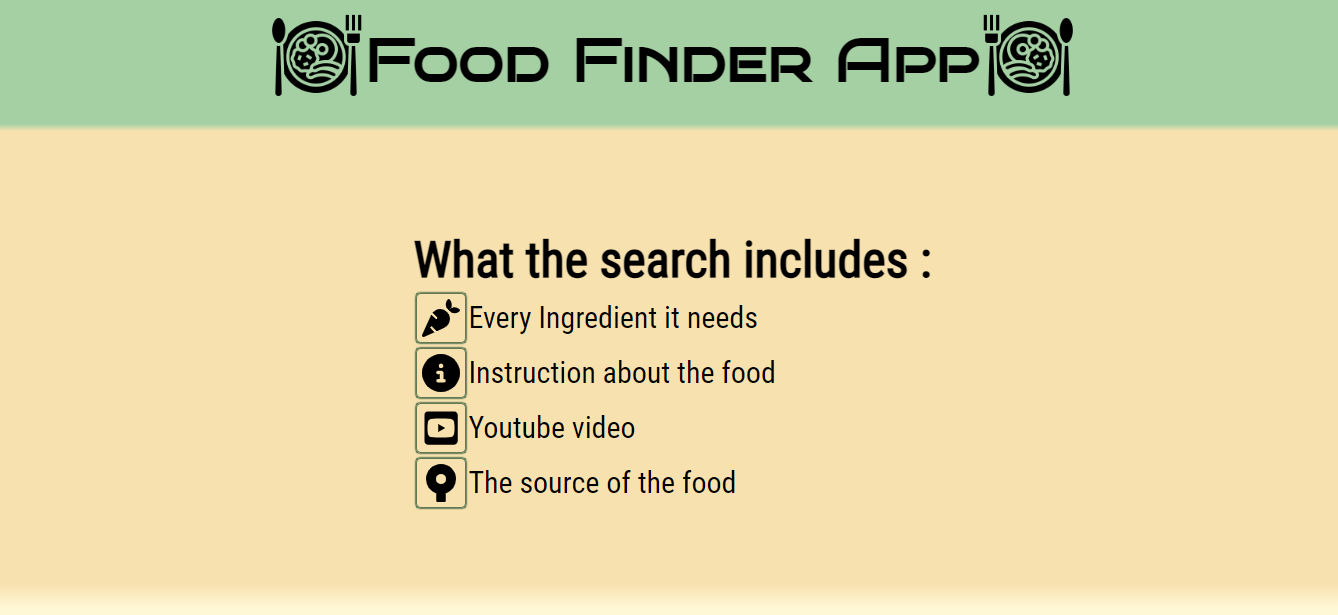 Food Finder App
What the search includes :
Every Ingredient it needs
Instruction about the food
Youtube video
The source of the food